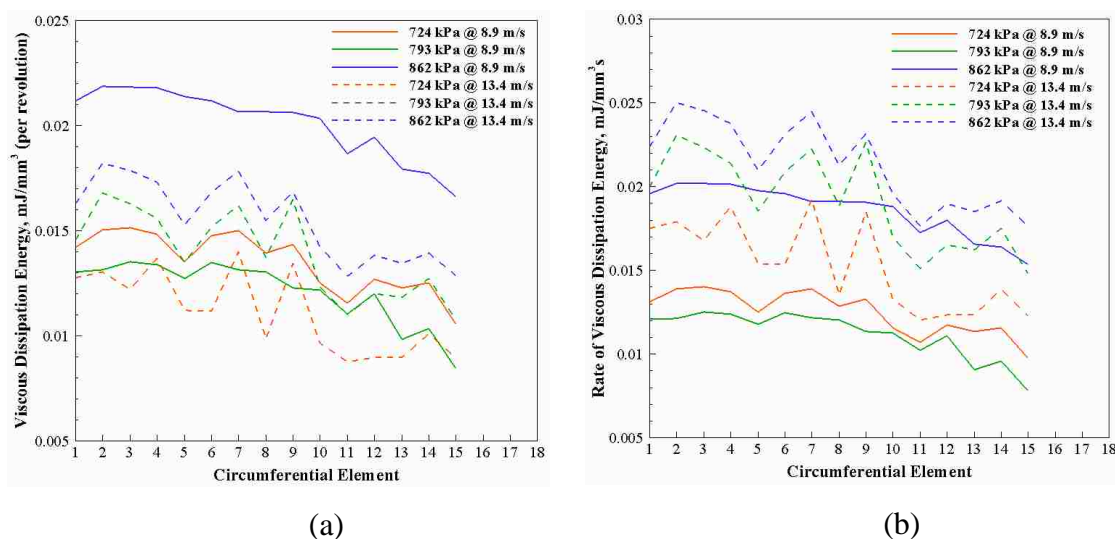 0.025
0.02
0.015
0.01
0.005
Viscous Dissipation Energy, mJ/mm³ (per revolution)
724 kPa @ 8.9 m/s
793 kPa @ 8.9 m/s
862 kPa @ 8.9 m/s
724 kPa @ 13.4 m/s
793 kPa @ 13.4 m/s
862 kPa @ 13.4 m/s
1 2 3 4 5 6 7 8 9 10 11 12 13 14 15 16 17 18
Circumferential Element
(a)
0.03
0.025
0.02
0.015
0.01
0.005
Rate of Viscous Dissipation Energy, mJ/mm³s
724 kPa @ 8.9 m/s
793 kPa @ 8.9 m/s
862 kPa @ 8.9 m/s
724 kPa @ 13.4 m/s
793 kPa @ 13.4 m/s
862 kPa @ 13.4 m/s
1 2 3 4 5 6 7 8 9 10 11 12 13 14 15 16 17 18
Circumferential Element
(b)